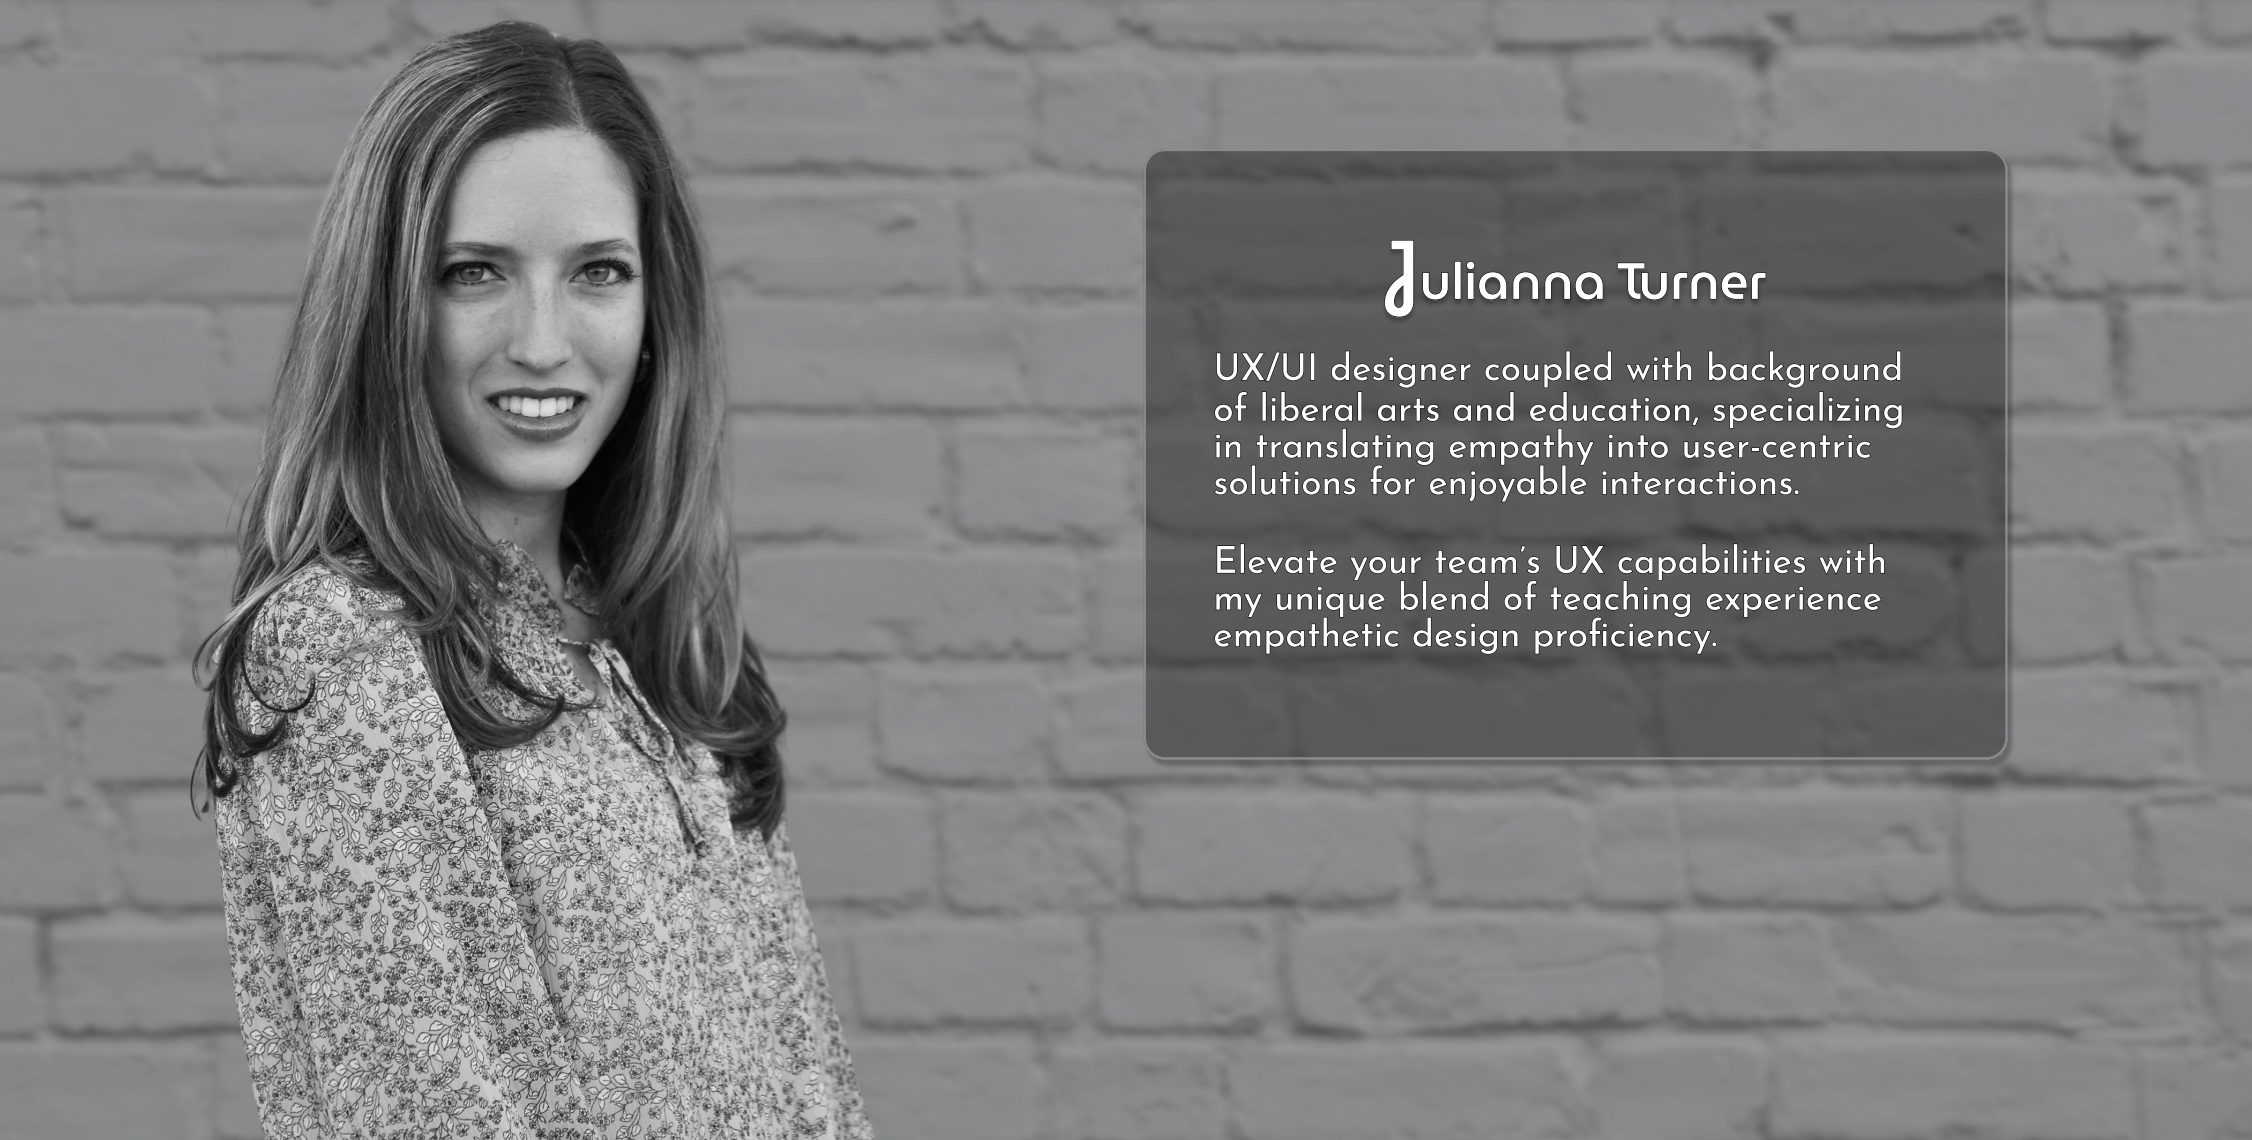 Julianna Turner
UX/UI designer coupled with background
of liberal arts and education, specializing
in translating empathy into user-centric
solutions for enjoyable interactions.
Elevate your team's UX capabilities with
my unique blend of teaching experience
empathetic design proficiency.